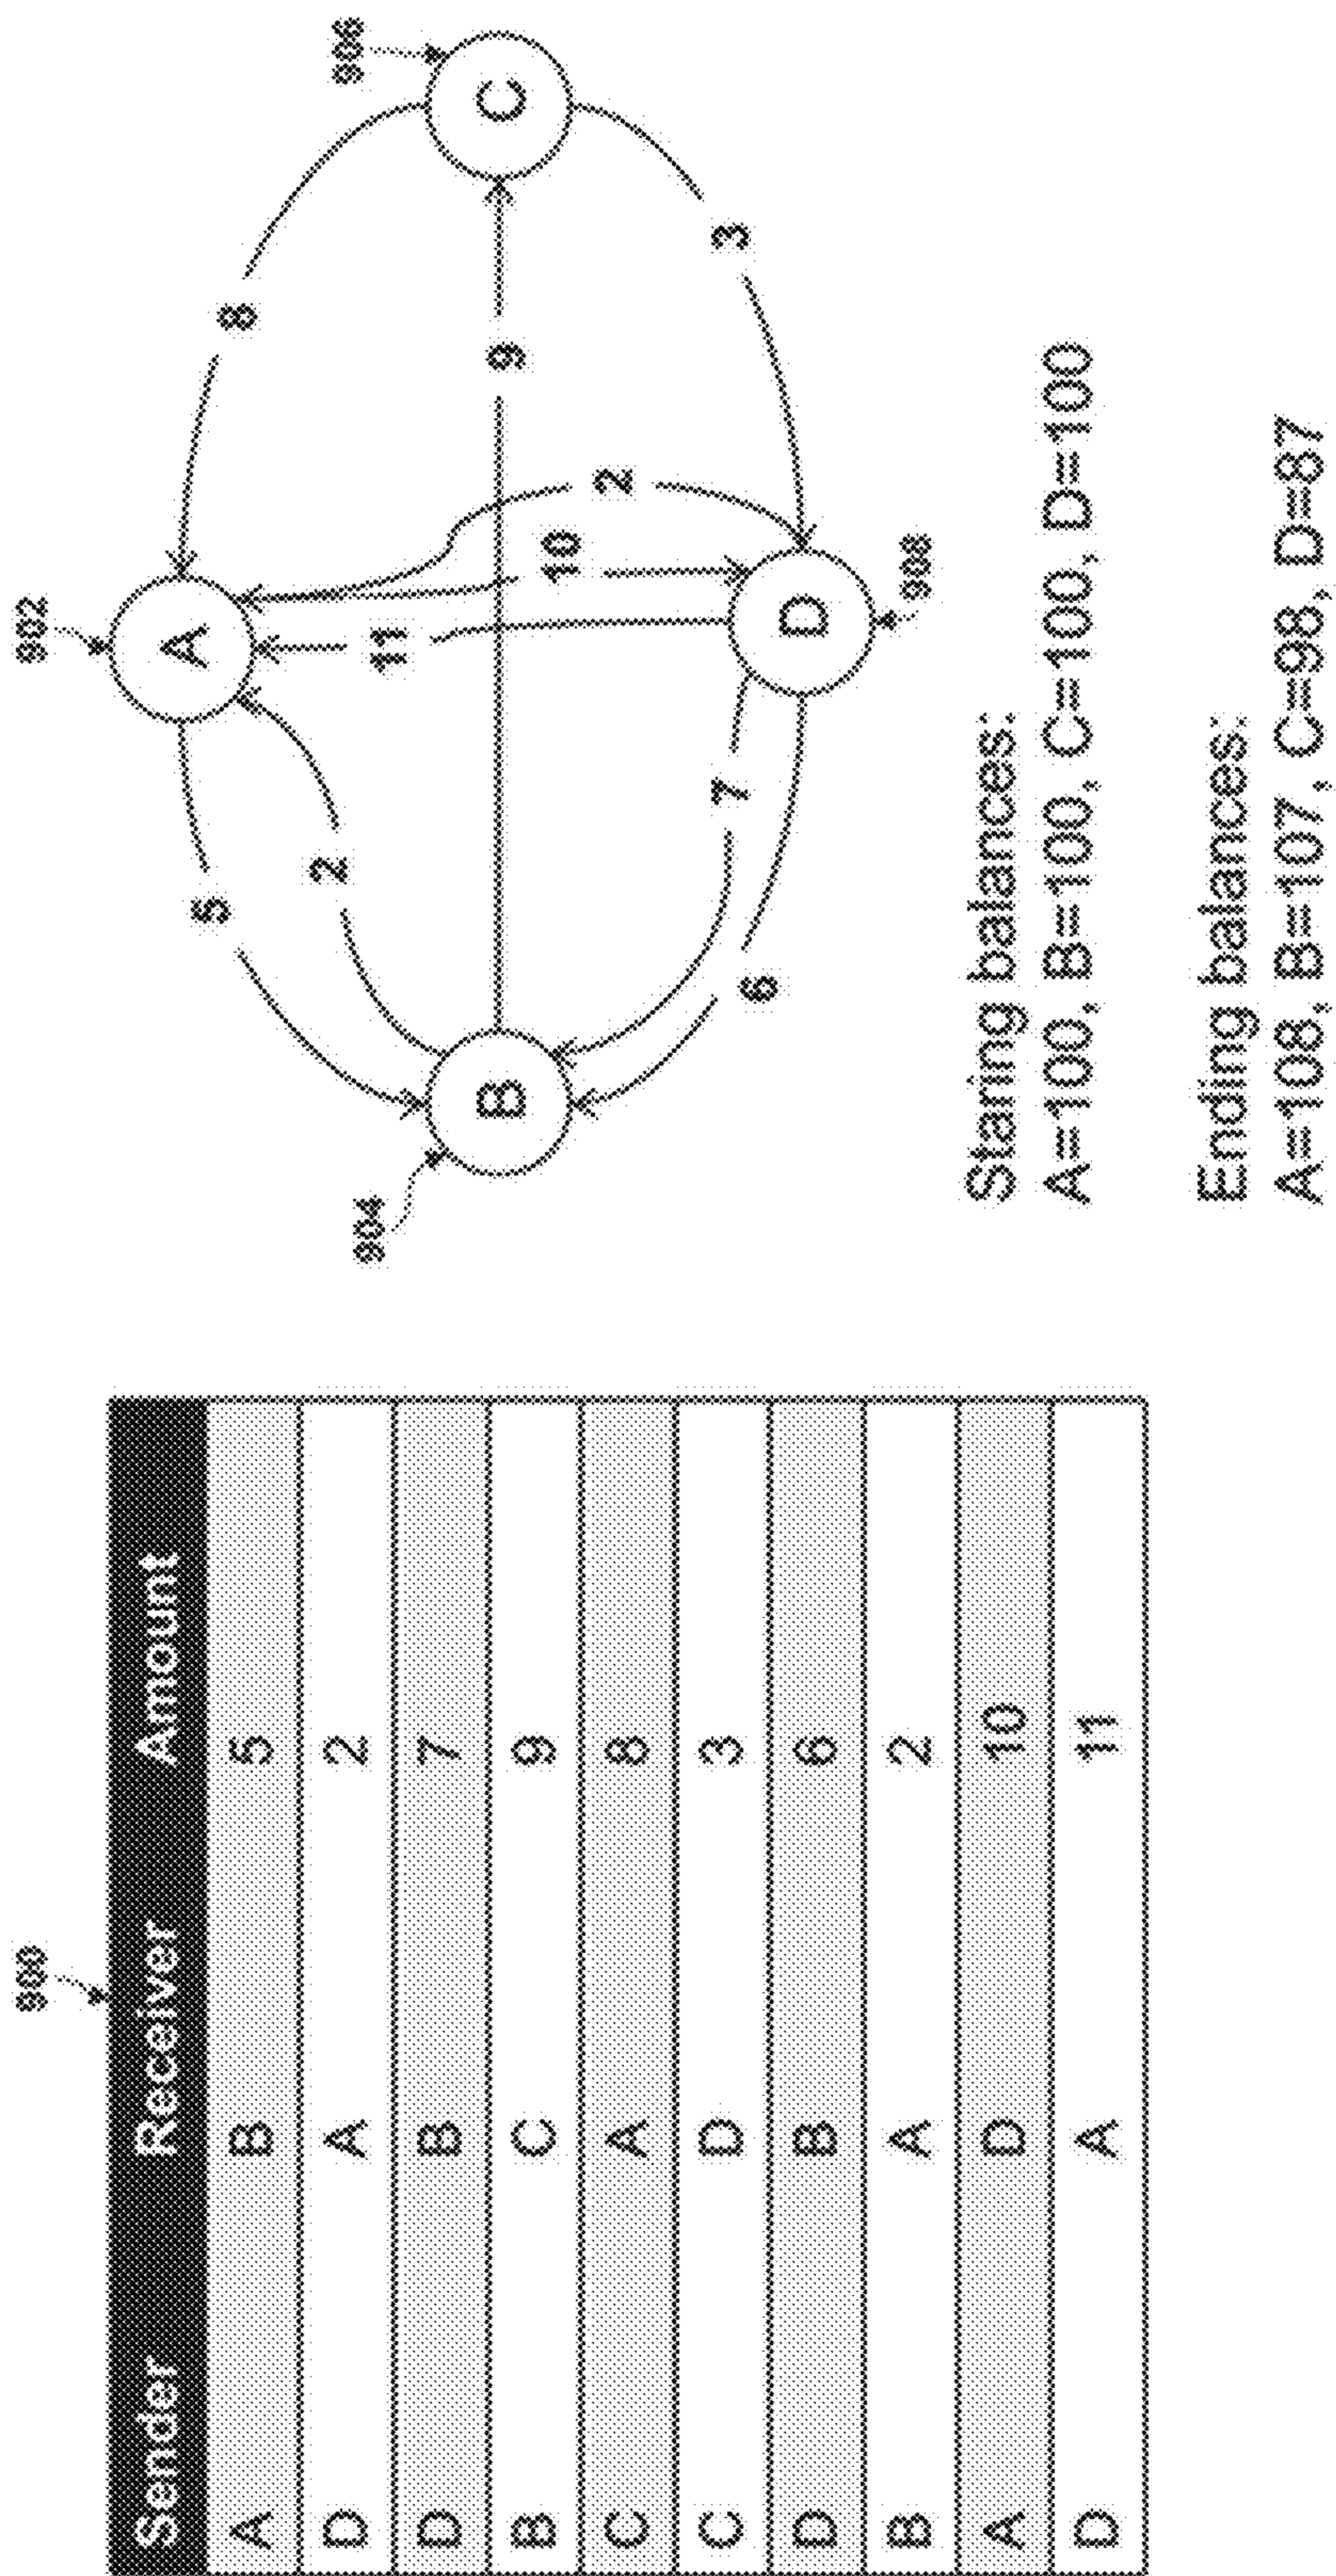 900
Sender Receiver Amount
A B 5
D A 2
D B 7
B C 9
C A 8
C D 3
D B 6
B A 2
A D 10
D A 11
902
A
904
B
906
C
908
D
5
2
8
11
10
2
9
7
6
3
Staring balances:
A=100, B=100, C=100, D=100
Ending balances:
A=108, B=107, C=98, D=87